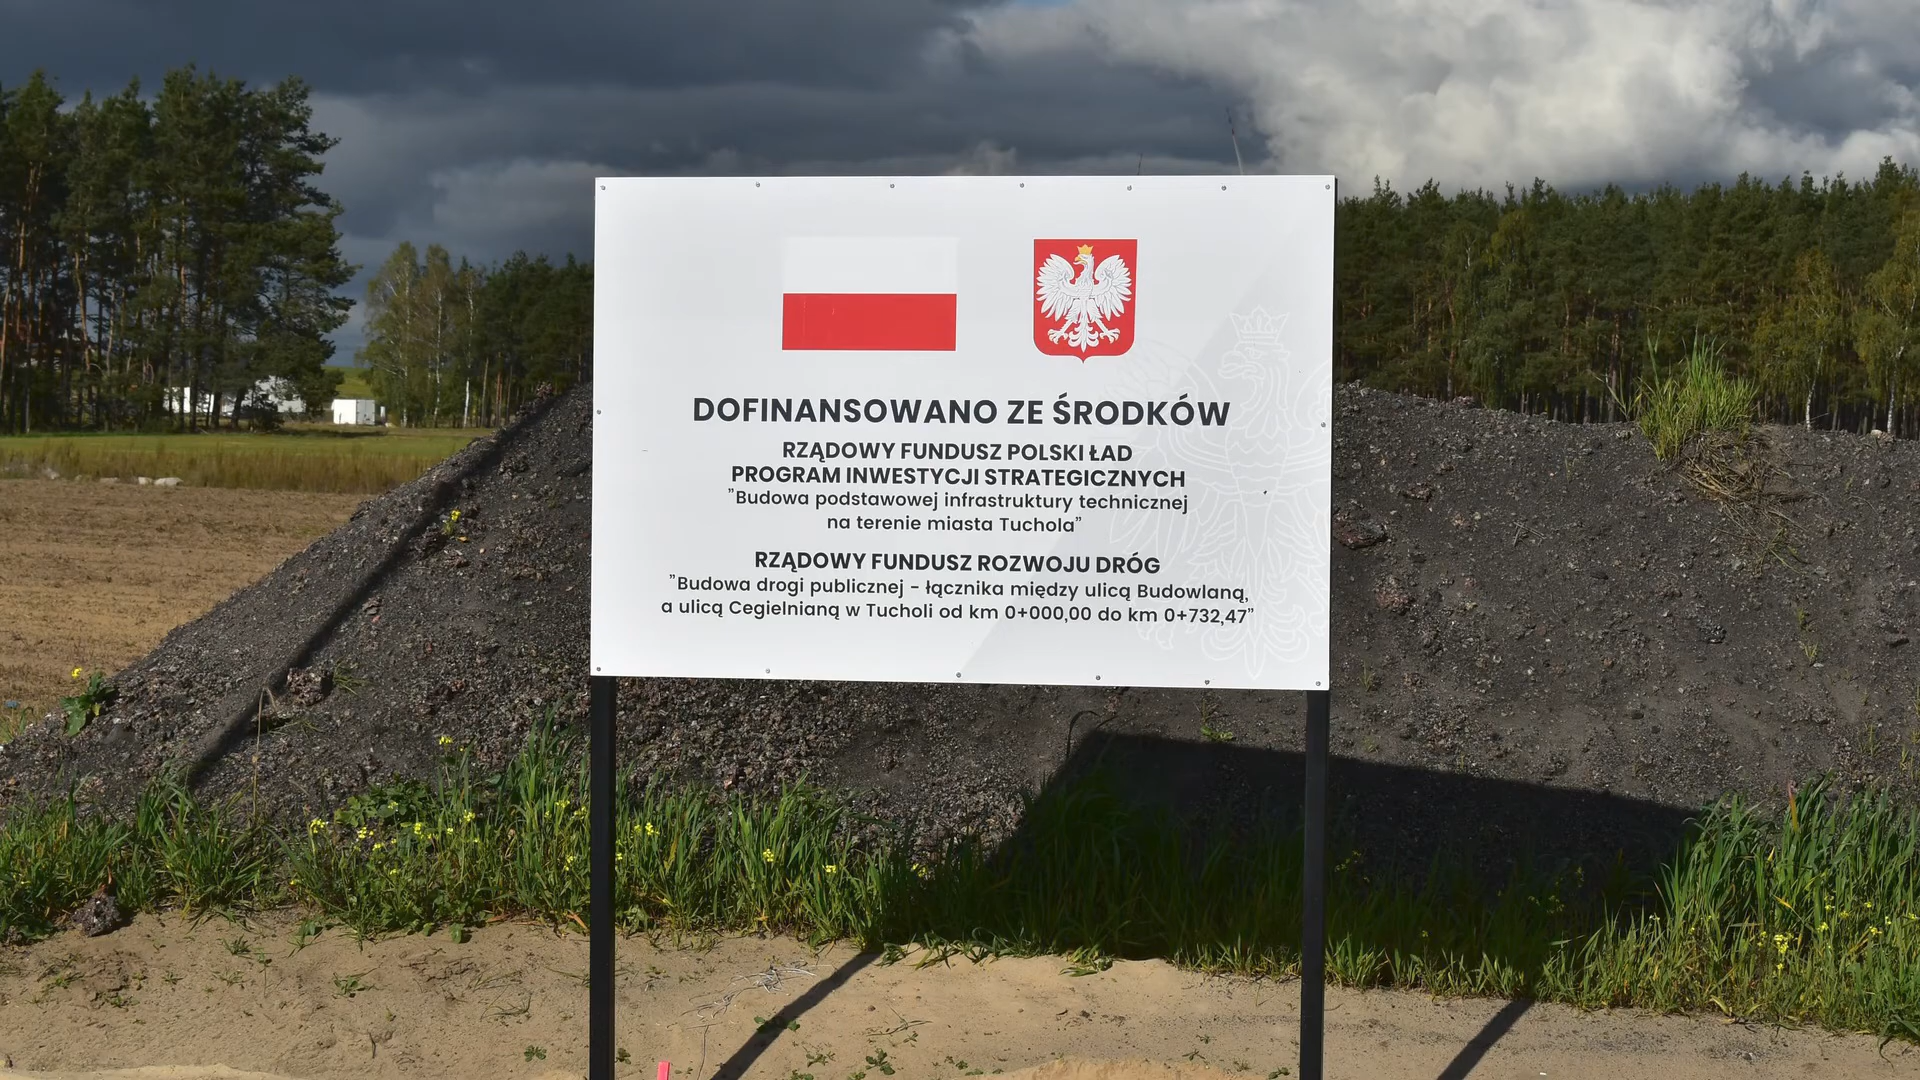 DOFINANSOWANO ZE ŚRODKÓW
RZĄDOWY FUNDUSZ POLSKI ŁAD
PROGRAM INWESTYCJI STRATEGICZNYCH
”Budowa podstawowej infrastruktury technicznej
na terenie miasta Tuchola”
RZĄDOWY FUNDUSZ ROZWOJU DRÓG
”Budowa drogi publicznej – łącznika między ulicą Budowlaną,
a ulicą Cegielnianą w Tucholi od km 0+000,00 do km 0+732,47”